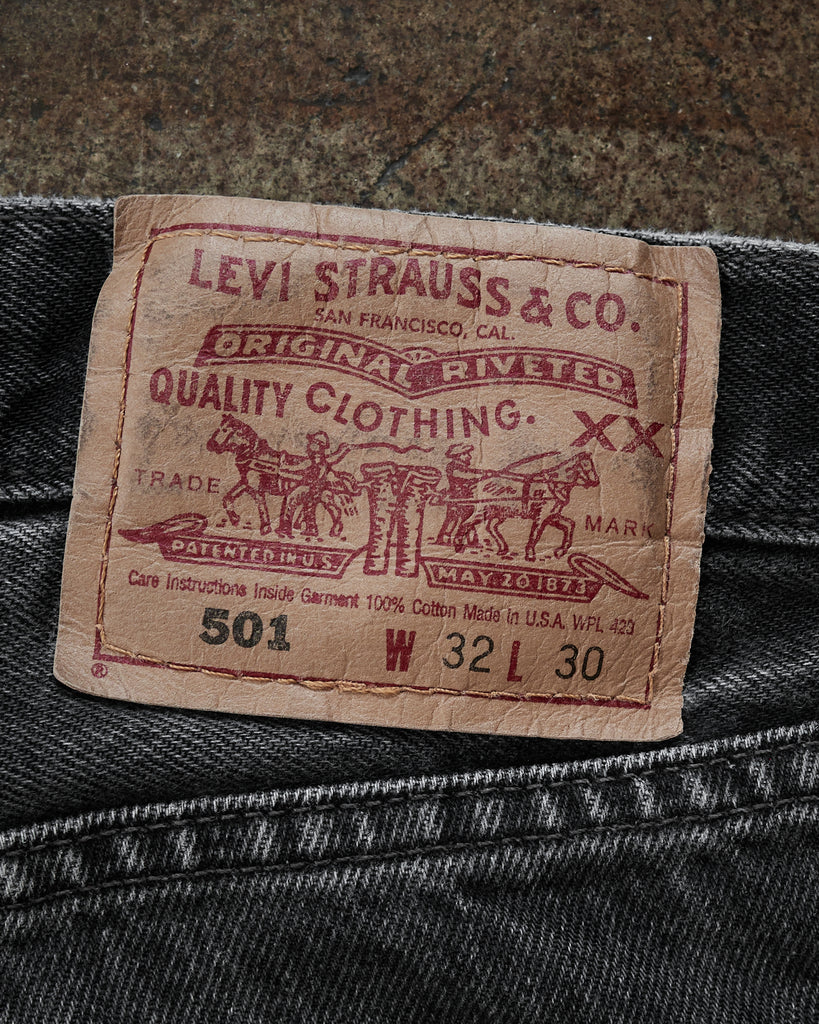 LEVI STRAUSS & CO.
SAN FRANCISCO, CAL.
ORIGINAL RIVETED
QUALITY CLOTHING. XX
TRADE MARK
PATENTED IN U.S. MAY 20 1873
Care Instructions Inside Garment 100% Cotton Made in U.S.A. WPL 423
501 W 32 L 30
®